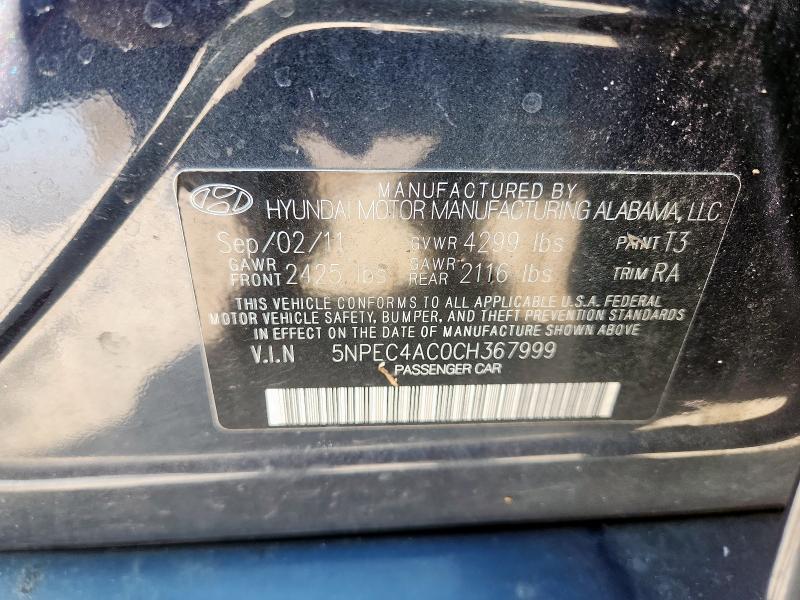 MANUFACTURED BY
HYUNDAI MOTOR MANUFACTURING ALABAMA, LLC
Sep/02/11 GVWR 4299 lbs PAINT T3
GAWR FRONT 2425 lbs GAWR REAR 2116 lbs TRIM RA
THIS VEHICLE CONFORMS TO ALL APPLICABLE U.S.A. FEDERAL
MOTOR VEHICLE SAFETY, BUMPER, AND THEFT PREVENTION STANDARDS
IN EFFECT ON THE DATE OF MANUFACTURE SHOWN ABOVE
V.I.N 5NPEC4AC0CH367999
PASSENGER CAR